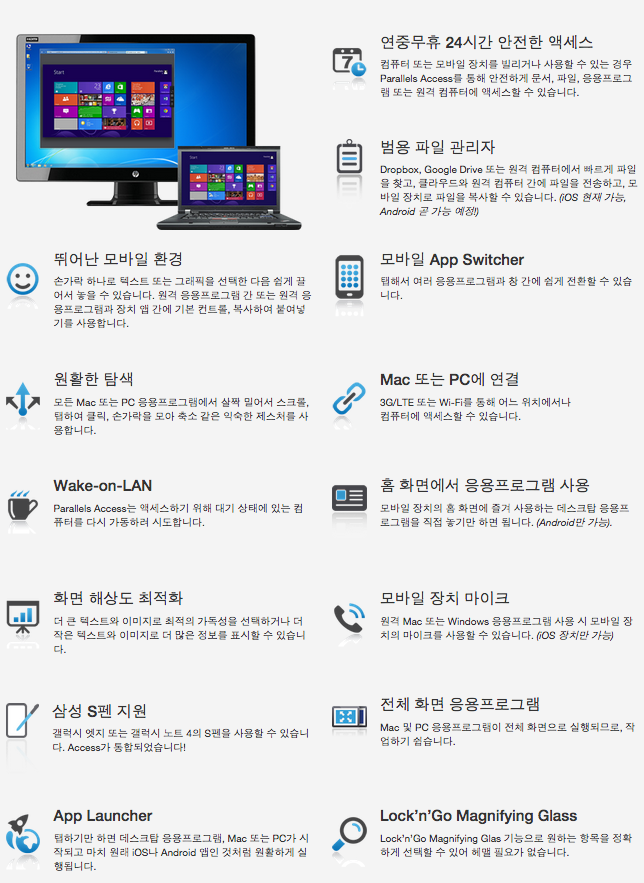 연중무휴 24시간 안전한 액세스
컴퓨터 또는 모바일 장치를 빌리거나 사용할 수 있는 경우
Parallels Access를 통해 안전하게 문서, 파일, 응용프로그
램 또는 원격 컴퓨터에 액세스할 수 있습니다.
범용 파일 관리자
Dropbox, Google Drive 또는 원격 컴퓨터에서 빠르게 파일
을 찾고, 클라우드와 원격 컴퓨터 간에 파일을 전송하고, 모
바일 장치로 파일을 복사할 수 있습니다. (iOS 현재 가능,
Android 곧 가능 예정!)
Start
Start
hp
7
뛰어난 모바일 환경
손가락 하나로 텍스트 또는 그래픽을 선택한 다음 쉽게 끌
어서 놓을 수 있습니다. 원격 응용프로그램 간 또는 원격 응
용프로그램과 장치 앱 간에 기본 컨트롤, 복사하여 붙여넣
기를 사용합니다.
모바일 App Switcher
탭해서 여러 응용프로그램과 창 간에 쉽게 전환할 수 있습니
다.
원활한 탐색
모든 Mac 또는 PC 응용프로그램에서 살짝 밀어서 스크롤,
탭하여 클릭, 손가락을 모아 축소 같은 익숙한 제스처를 사
용합니다.
Mac 또는 PC에 연결
3G/LTE 또는 Wi-Fi를 통해 어느 위치에서나
컴퓨터에 액세스할 수 있습니다.
Wake-on-LAN
Parallels Access는 액세스하기 위해 대기 상태에 있는 컴
퓨터를 다시 가동하려 시도합니다.
홈 화면에서 응용프로그램 사용
모바일 장치의 홈 화면에 즐겨 사용하는 데스크탑 응용프
로그램을 직접 놓기만 하면 됩니다. (Android만 가능).
화면 해상도 최적화
더 큰 텍스트와 이미지로 최적의 가독성을 선택하거나 더
작은 텍스트와 이미지로 더 많은 정보를 표시할 수 있습니
다.
모바일 장치 마이크
원격 Mac 또는 Windows 응용프로그램 사용 시 모바일 장
치의 마이크를 사용할 수 있습니다. (iOS 장치만 가능)
삼성 S펜 지원
갤럭시 엣지 또는 갤럭시 노트 4의 S펜을 사용할 수 있습니
다. Access가 통합되었습니다!
전체 화면 응용프로그램
Mac 및 PC 응용프로그램이 전체 화면으로 실행되므로, 작
업하기 쉽습니다.
App Launcher
탭하기만 하면 데스크탑 응용프로그램, Mac 또는 PC가 시
작되고 마치 원래 iOS나 Android 앱인 것처럼 원활하게 실
행됩니다.
Lock’n’Go Magnifying Glass
Lock’n’Go Magnifying Glas 기능으로 원하는 항목을 정확
하게 선택할 수 있어 헤맬 필요가 없습니다.